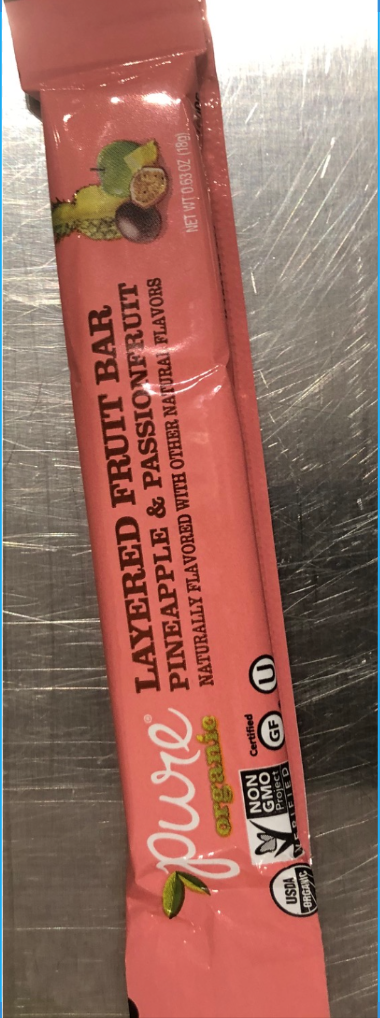 pure®
organic
LAYERED FRUIT BAR
PINEAPPLE & PASSIONFRUIT
NATURALLY FLAVORED WITH OTHER NATURAL FLAVORS
NET WT 0.63 OZ (18g)
USDA
ORGANIC
NON
GMO
Project
VERIFIED
Certified
GF
U